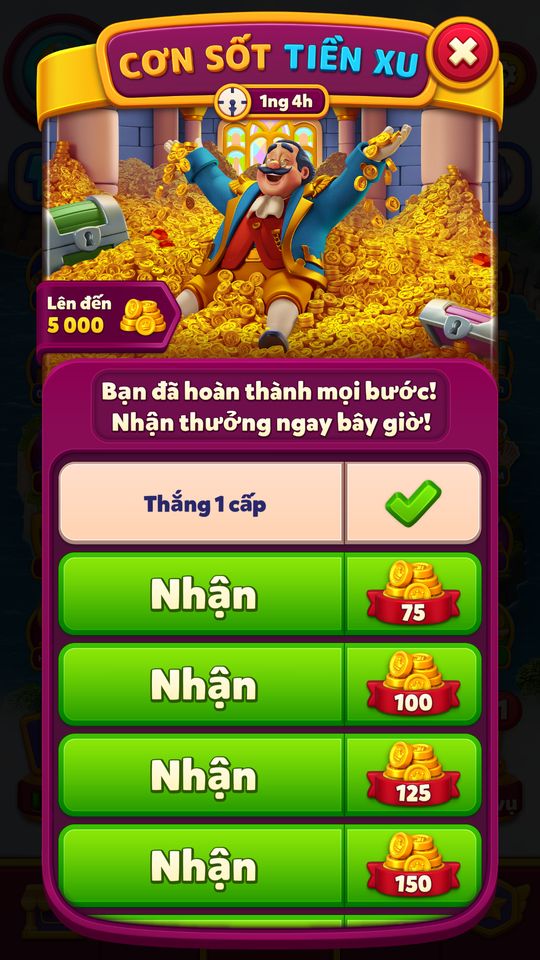 CƠN SỐT TIỀN XU
1ng 4h
Lên đến
5 000
Bạn đã hoàn thành mọi bước!
Nhận thưởng ngay bây giờ!
Thắng 1 cấp
Nhận
75
Nhận
100
Nhận
125
Nhận
150